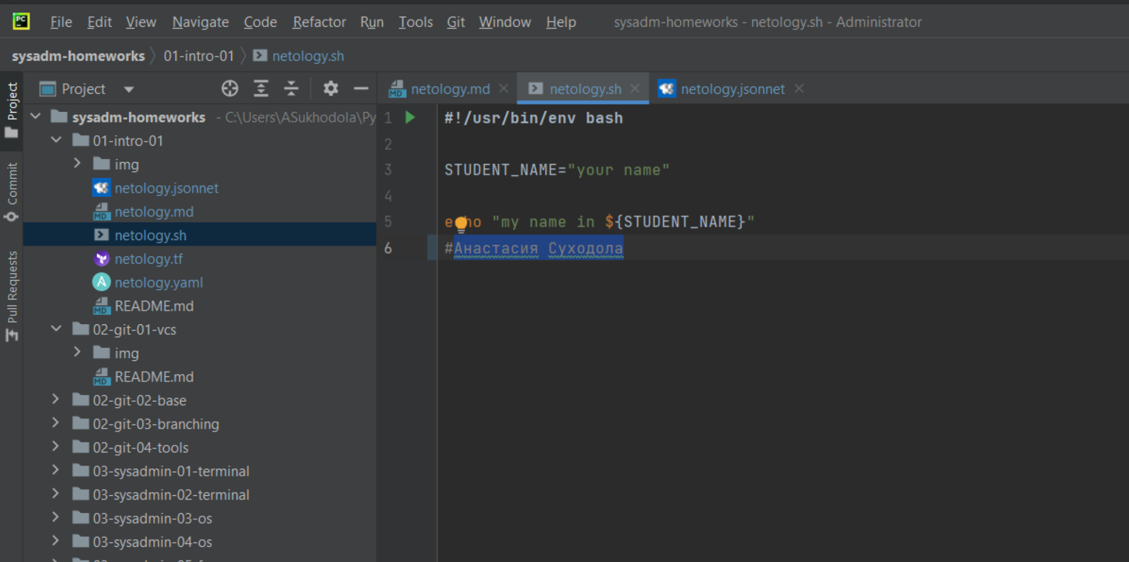 PC File Edit View Navigate Code Refactor Run Tools Git Window Help sysadm-homeworks - netology.sh - Administrator
sysadm-homeworks 01-intro-01 netology.sh
Project
netology.md netology.sh netology.jsonnet
Project
Commit
Pull Requests
sysadm-homeworks - C:\Users\ASukhodola\Py
01-intro-01
img
netology.jsonnet
MD netology.md
netology.sh
netology.tf
A netology.yaml
MD README.md
02-git-01-vcs
img
MD README.md
02-git-02-base
02-git-03-branching
02-git-04-tools
03-sysadmin-01-terminal
03-sysadmin-02-terminal
03-sysadmin-03-os
03-sysadmin-04-os
1 #!/usr/bin/env bash
2
3 STUDENT_NAME="your name"
4
5 echo "my name in ${STUDENT_NAME}"
6 #Анастасия Суходола